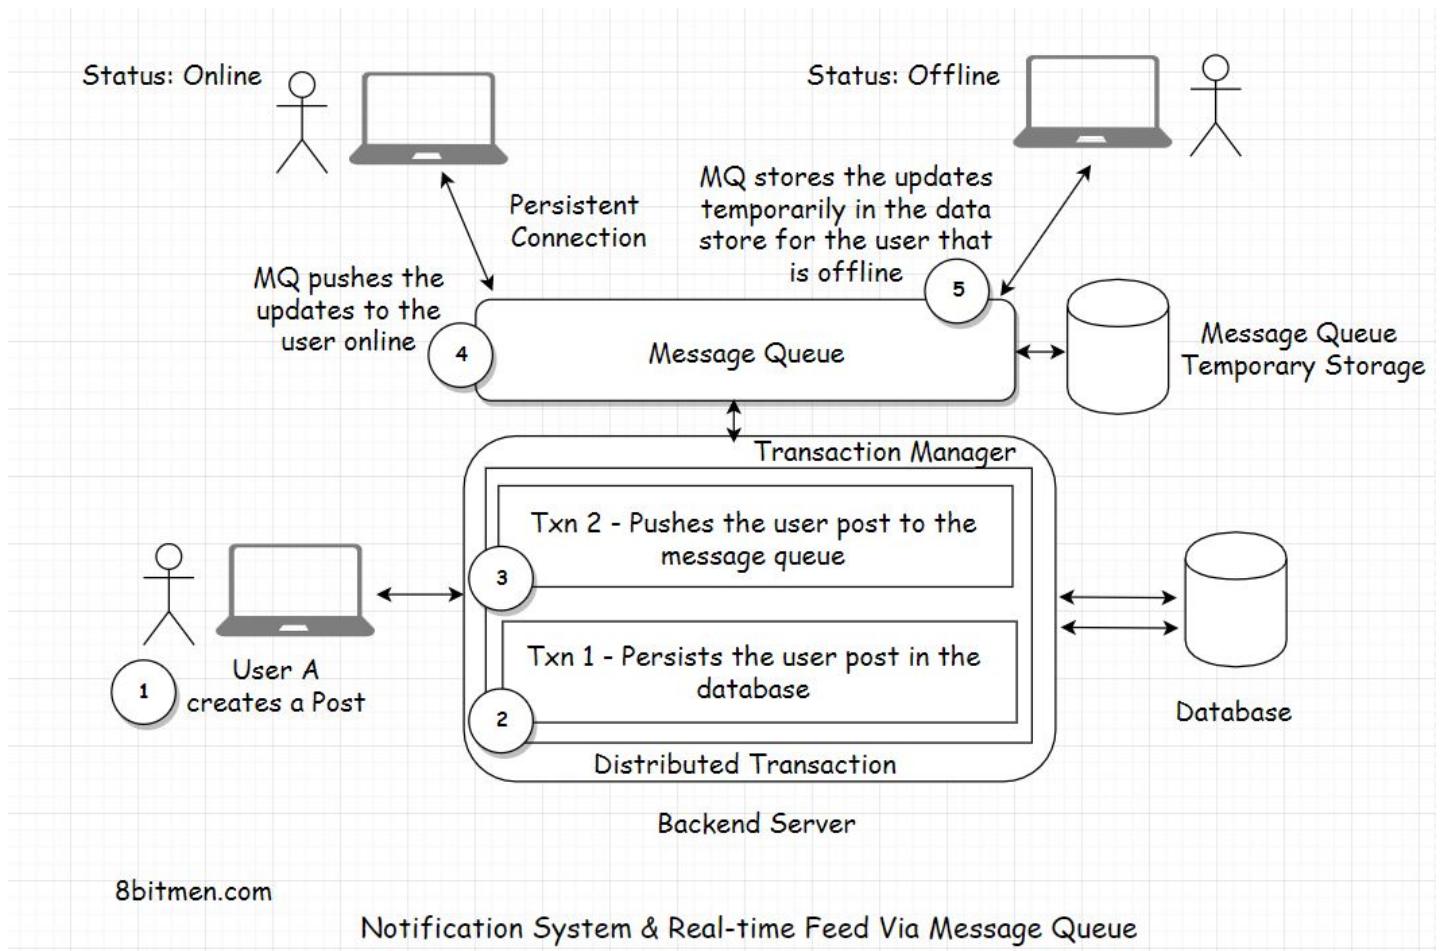 Status: Online
Status: Offline
Persistent
Connection
MQ stores the updates
temporarily in the data
store for the user that
is offline
5
MQ pushes the
updates to the
user online
4
Message Queue
Message Queue
Temporary Storage
Transaction Manager
Txn 2 - Pushes the user post to the
message queue
3
Txn 1 - Persists the user post in the
database
2
1
User A
creates a Post
Database
Distributed Transaction
Backend Server
8bitmen.com
Notification System & Real-time Feed Via Message Queue